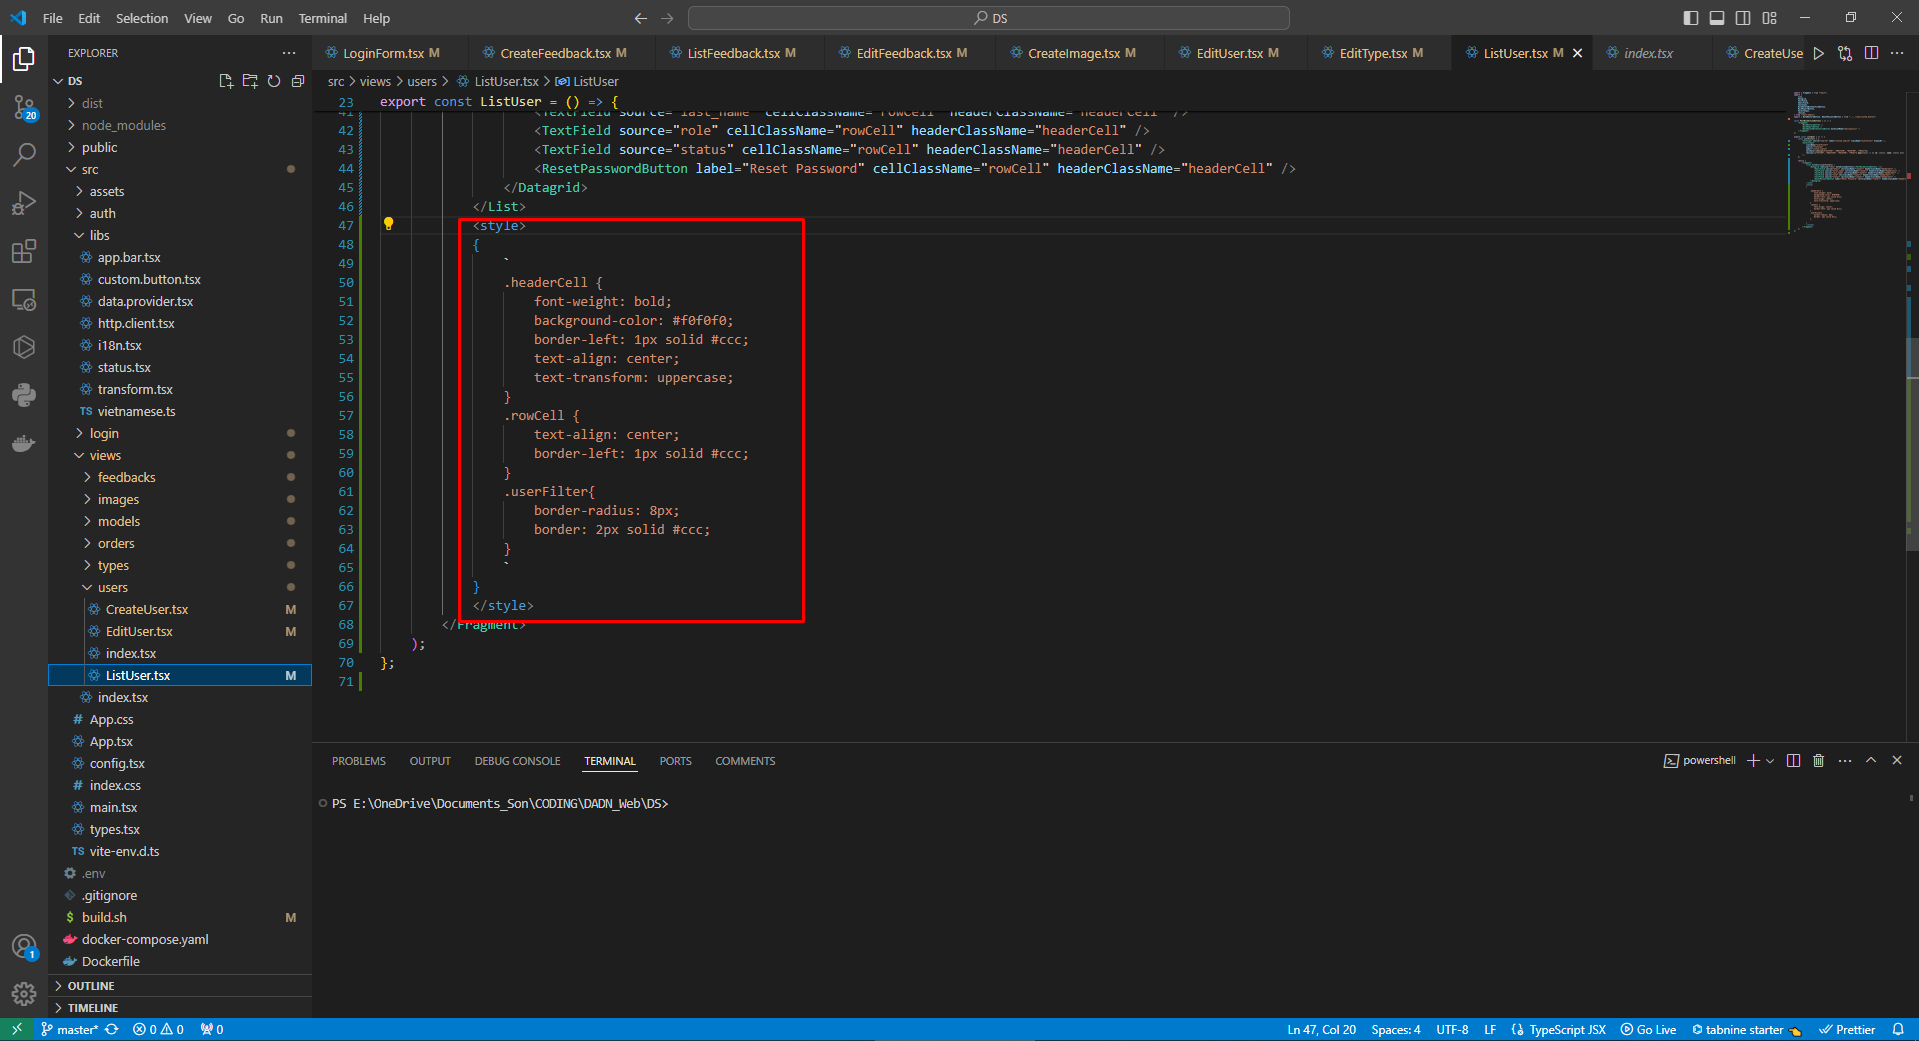 File Edit Selection View Go Run Terminal Help
DS
EXPLORER
LoginForm.tsx M
CreateFeedback.tsx M
ListFeedback.tsx M
EditFeedback.tsx M
CreateImage.tsx M
EditUser.tsx M
EditType.tsx M
ListUser.tsx M
index.tsx
CreateUse
DS
dist
node_modules
public
src
assets
auth
libs
app.bar.tsx
custom.button.tsx
data.provider.tsx
http.client.tsx
i18n.tsx
status.tsx
transform.tsx
TS vietnamese.ts
login
views
feedbacks
images
models
orders
types
users
CreateUser.tsx M
EditUser.tsx M
index.tsx
ListUser.tsx M
index.tsx
# App.css
App.tsx
config.tsx
# index.css
main.tsx
types.tsx
TS vite-env.d.ts
.env
.gitignore
$ build.sh M
docker-compose.yaml
Dockerfile
OUTLINE
TIMELINE
20
1
src > views > users > ListUser.tsx > ListUser
23 export const ListUser = () => {
41 <TextField source="last_name" cellClassName="rowCell" headerClassName="headerCell" />
42 <TextField source="role" cellClassName="rowCell" headerClassName="headerCell" />
43 <TextField source="status" cellClassName="rowCell" headerClassName="headerCell" />
44 <ResetPasswordButton label="Reset Password" cellClassName="rowCell" headerClassName="headerCell" />
45 </Datagrid>
46 </List>
47 <style>
48 {
49 `
50 .headerCell {
51 font-weight: bold;
52 background-color: #f0f0f0;
53 border-left: 1px solid #ccc;
54 text-align: center;
55 text-transform: uppercase;
56 }
57 .rowCell {
58 text-align: center;
59 border-left: 1px solid #ccc;
60 }
61 .userFilter{
62 border-radius: 8px;
63 border: 2px solid #ccc;
64 }
65 `
66 }
67 </style>
68 </Fragment>
69 );
70 };
71
PROBLEMS OUTPUT DEBUG CONSOLE TERMINAL PORTS COMMENTS
powershell
PS E:\OneDrive\Documents_Son\CODING\DADN_Web\DS>
master* 0 0 0
Ln 47, Col 20 Spaces: 4 UTF-8 LF TypeScript JSX Go Live tabnine starter Prettier